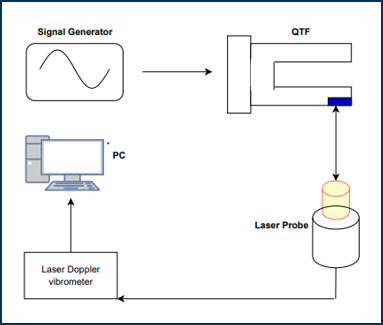 Signal Generator
QTF
PC
Laser Probe
Laser Doppler
vibrometer